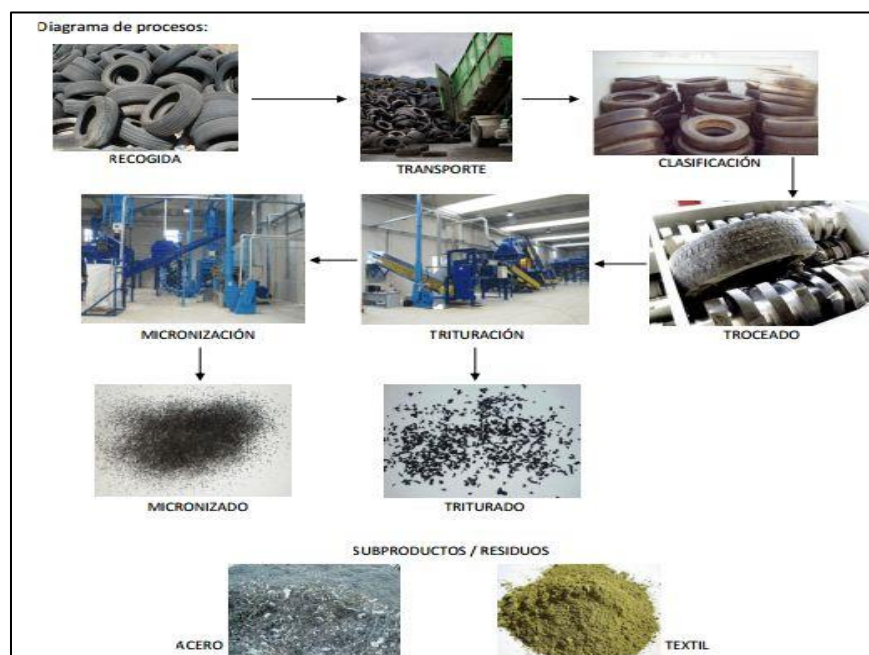 Diagrama de procesos:
RECOGIDA
TRANSPORTE
CLASIFICACIÓN
MICRONIZACIÓN
TRITURACIÓN
TROCEADO
MICRONIZADO
TRITURADO
SUBPRODUCTOS / RESIDUOS
ACERO
TEXTIL